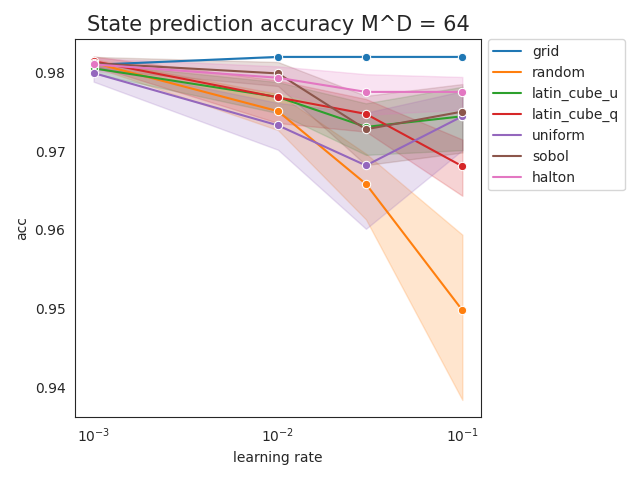 State prediction accuracy M^D = 64
grid
random
latin_cube_u
latin_cube_q
uniform
sobol
halton
acc
0.98
0.97
0.96
0.95
0.94
10⁻³
10⁻²
10⁻¹
learning rate